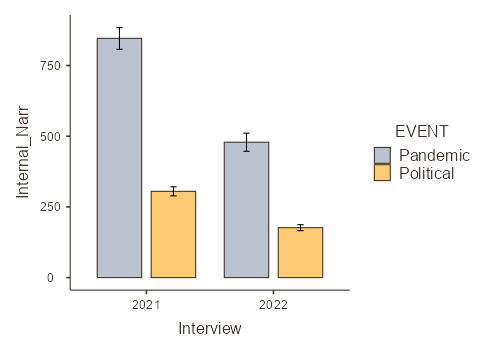 Internal_Narr
750
500
250
0
2021
2022
Interview
EVENT
Pandemic
Political